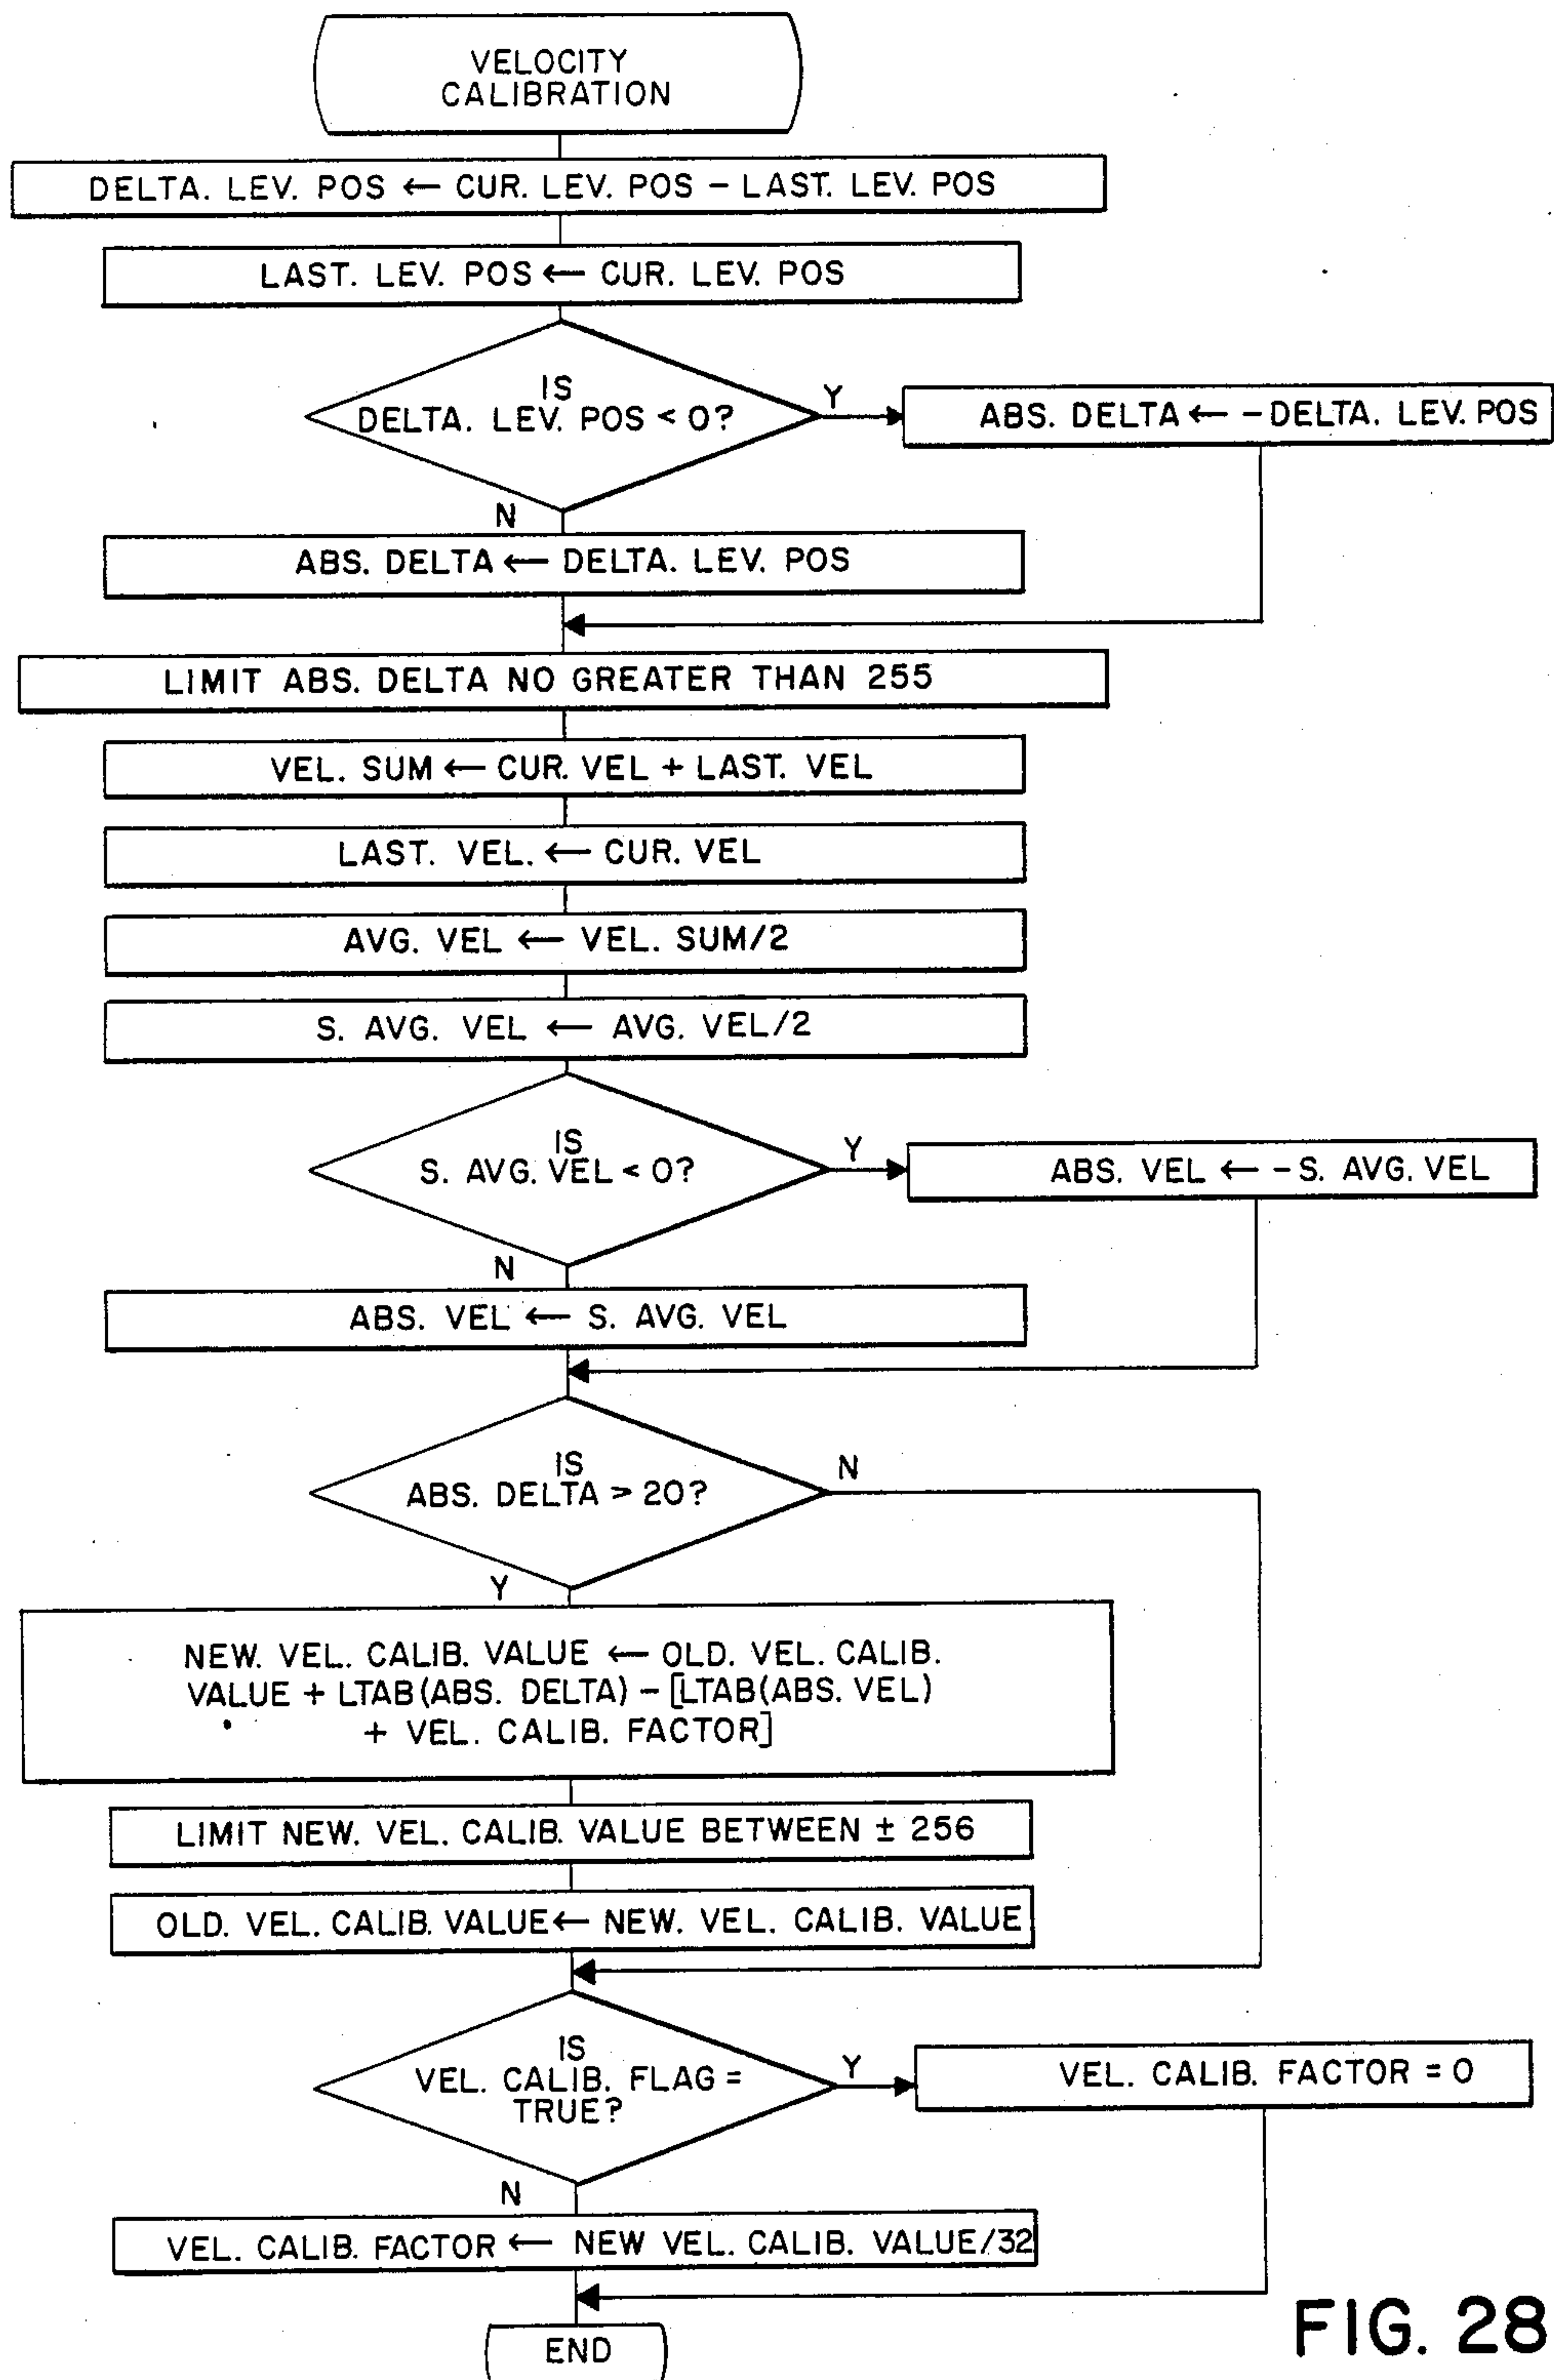 VELOCITY
CALIBRATION
DELTA. LEV. POS ← CUR. LEV. POS – LAST. LEV. POS
LAST. LEV. POS ← CUR. LEV. POS
IS
DELTA. LEV. POS < 0?
Y
ABS. DELTA ← – DELTA. LEV. POS
N
ABS. DELTA ← DELTA. LEV. POS
LIMIT ABS. DELTA NO GREATER THAN 255
VEL. SUM ← CUR. VEL + LAST. VEL
LAST. VEL. ← CUR. VEL
AVG. VEL ← VEL. SUM/2
S. AVG. VEL ← AVG. VEL/2
IS
S. AVG. VEL < 0?
Y
ABS. VEL ← – S. AVG. VEL
N
ABS. VEL ← S. AVG. VEL
IS
ABS. DELTA > 20?
N
Y
NEW. VEL. CALIB. VALUE ← OLD. VEL. CALIB.
VALUE + LTAB(ABS. DELTA) – [LTAB(ABS. VEL)
+ VEL. CALIB. FACTOR]
LIMIT NEW. VEL. CALIB. VALUE BETWEEN ± 256
OLD. VEL. CALIB. VALUE ← NEW. VEL. CALIB. VALUE
IS
VEL. CALIB. FLAG =
TRUE?
Y
VEL. CALIB. FACTOR = 0
N
VEL. CALIB. FACTOR ← NEW VEL. CALIB. VALUE/32
END
FIG. 28